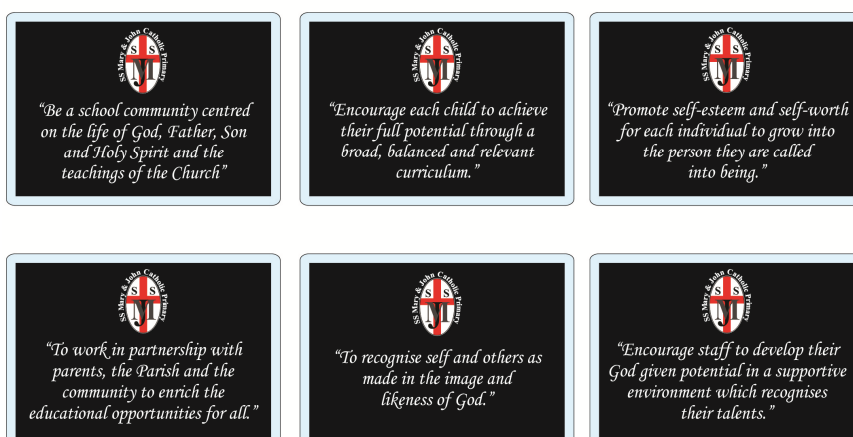 SS Mary & John Catholic Primary
S S
“Be a school community centred
on the life of God, Father, Son
and Holy Spirit and the
teachings of the Church”
SS Mary & John Catholic Primary
S S
“Encourage each child to achieve
their full potential through a
broad, balanced and relevant
curriculum.”
SS Mary & John Catholic Primary
S S
“Promote self-esteem and self-worth
for each individual to grow into
the person they are called
into being.”
SS Mary & John Catholic Primary
S S
“To work in partnership with
parents, the Parish and the
community to enrich the
educational opportunities for all.”
SS Mary & John Catholic Primary
S S
“To recognise self and others as
made in the image and
likeness of God.”
SS Mary & John Catholic Primary
S S
“Encourage staff to develop their
God given potential in a supportive
environment which recognises
their talents.”